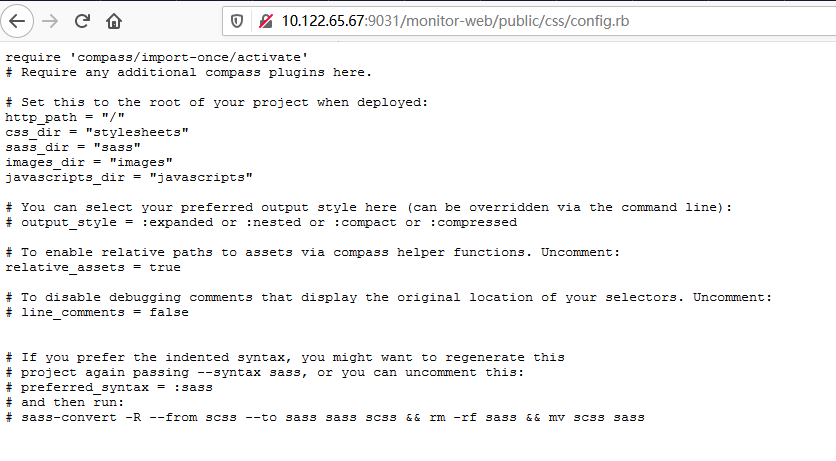 10.122.65.67:9031/monitor-web/public/css/config.rb
require 'compass/import-once/activate'
# Require any additional compass plugins here.
# Set this to the root of your project when deployed:
http_path = "/"
css_dir = "stylesheets"
sass_dir = "sass"
images_dir = "images"
javascripts_dir = "javascripts"
# You can select your preferred output style here (can be overridden via the command line):
# output_style = :expanded or :nested or :compact or :compressed
# To enable relative paths to assets via compass helper functions. Uncomment:
relative_assets = true
# To disable debugging comments that display the original location of your selectors. Uncomment:
# line_comments = false
# If you prefer the indented syntax, you might want to regenerate this
# project again passing --syntax sass, or you can uncomment this:
# preferred_syntax = :sass
# and then run:
# sass-convert -R --from scss --to sass sass scss && rm -rf sass && mv scss sass